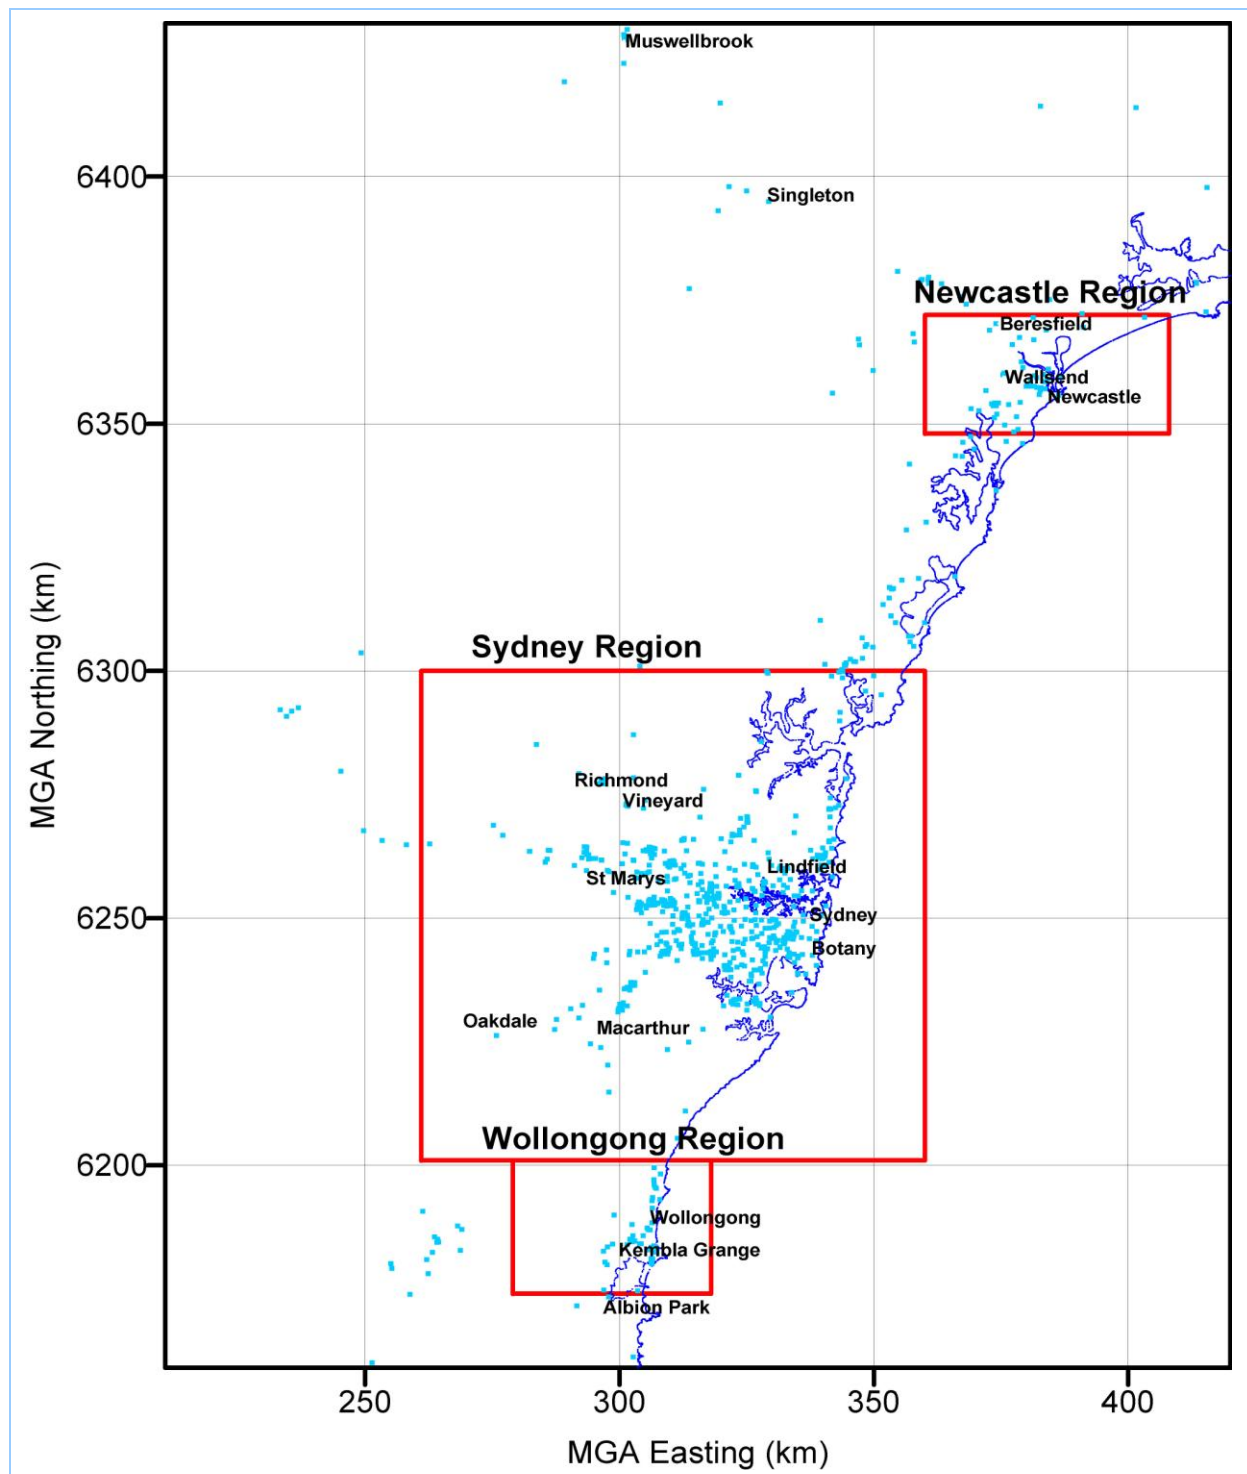 Muswellbrook
6400
Singleton
Newcastle Region
Beresfield
Wallsend
Newcastle
6350
MGA Northing (km)
Sydney Region
6300
Richmond
Vineyard
Lindfield
St Marys
6250
Sydney
Botany
Oakdale
Macarthur
Wollongong Region
6200
Wollongong
Kembla Grange
Albion Park
250 300 350 400
MGA Easting (km)